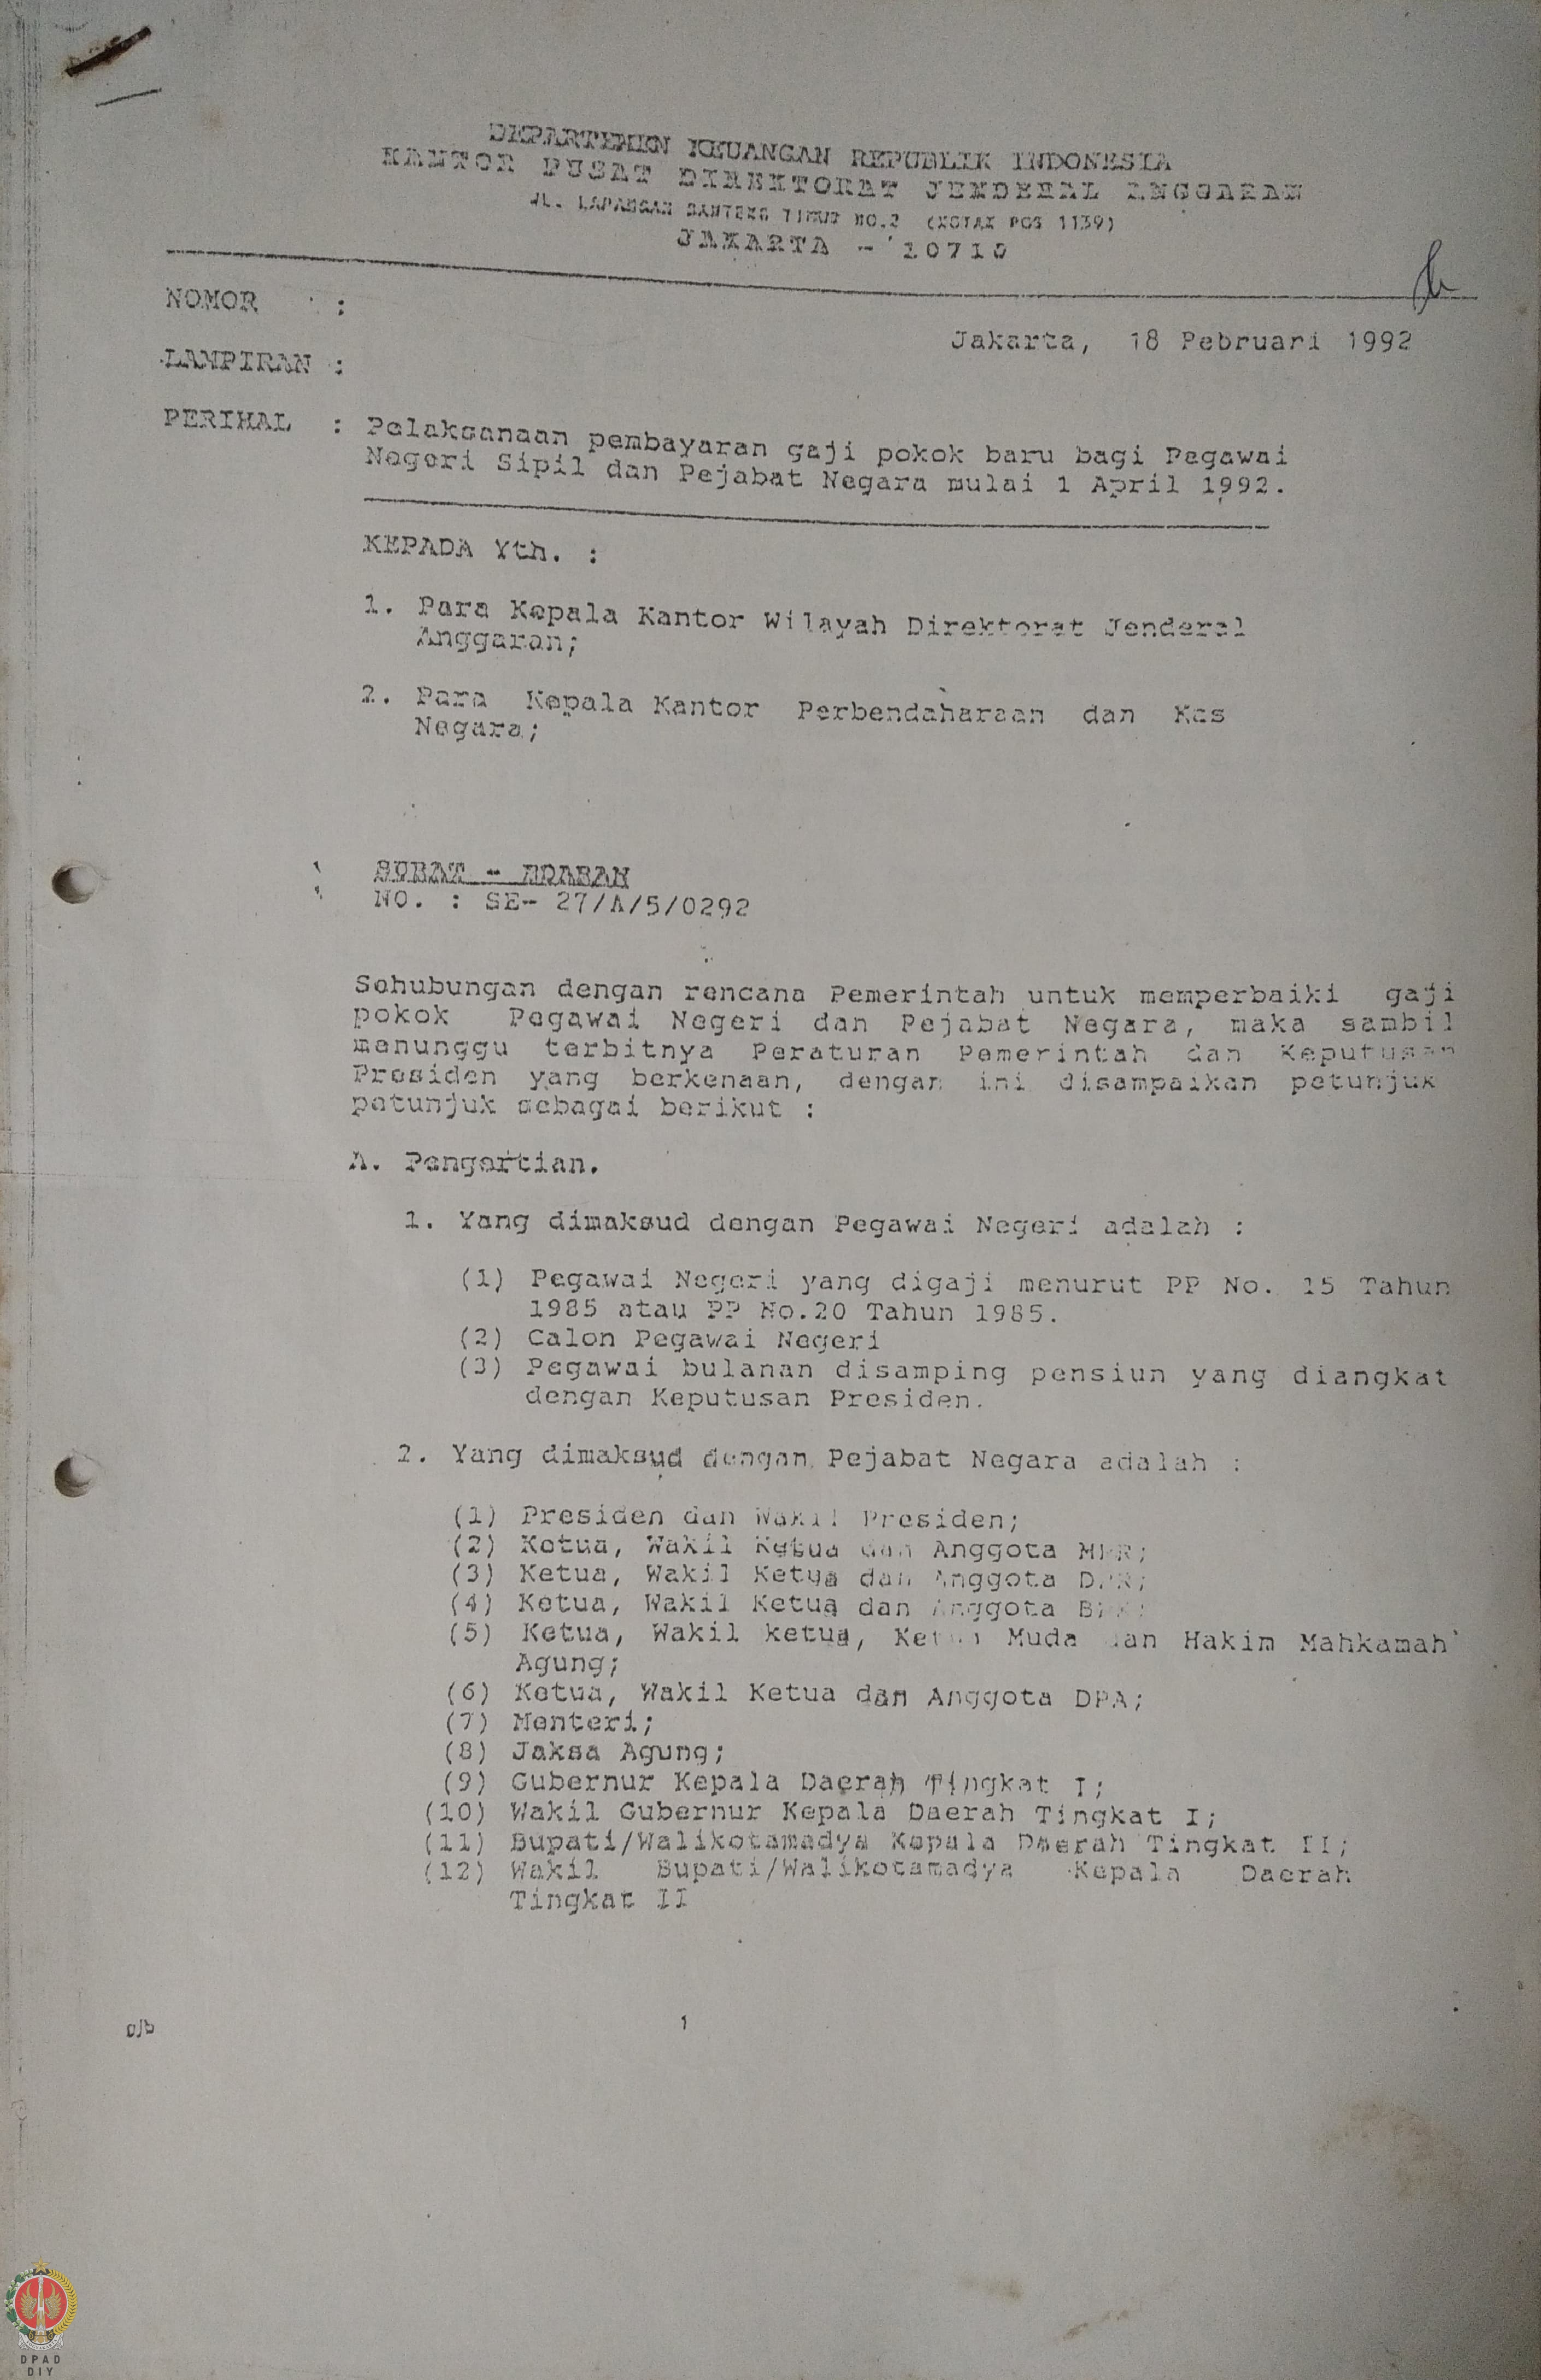 DEPARTEMEN KEUANGAN REPUBLIK INDONESIA
KANTOR PUSAT DIREKTORAT JENDERAL ANGGARAN
JL. LAPANGAN BANTENG TIMUR NO.2 (KOTAK POS 1139)
JAKARTA - 10710
NOMOR :
Jakarta, 18 Pebruari 1992
LAMPIRAN :
PERIHAL : Pelaksanaan pembayaran gaji pokok baru bagi Pegawai
Negeri Sipil dan Pejabat Negara mulai 1 April 1992.
KEPADA Yth. :
1. Para Kepala Kantor Wilayah Direktorat Jenderal
Anggaran;
2. Para Kepala Kantor Perbendaharaan dan Kas
Negara;
SURAT - EDARAN
NO. : SE- 27/A/5/0292
Sehubungan dengan rencana Pemerintah untuk memperbaiki gaji
pokok Pegawai Negeri dan Pejabat Negara, maka sambil
menunggu terbitnya Peraturan Pemerintah dan Keputusan
Presiden yang berkenaan, dengan ini disampaikan petunjuk
petunjuk sebagai berikut :
A. Pengertian.
1. Yang dimaksud dengan Pegawai Negeri adalah :
(1) Pegawai Negeri yang digaji menurut PP No. 15 Tahun
1985 atau PP No.20 Tahun 1985.
(2) Calon Pegawai Negeri
(3) Pegawai bulanan disamping pensiun yang diangkat
dengan Keputusan Presiden.
2. Yang dimaksud dengan Pejabat Negara adalah :
(1) Presiden dan Wakil Presiden;
(2) Ketua, Wakil Ketua dan Anggota MPR;
(3) Ketua, Wakil Ketua dan Anggota DPR;
(4) Ketua, Wakil Ketua dan Anggota
(5) Ketua, Wakil ketua, Ketua Muda dan Hakim Mahkamah
Agung;
(6) Ketua, Wakil Ketua dan Anggota DPA;
(7) Menteri;
(8) Jaksa Agung;
(9) Gubernur Kepala Daerah Tingkat I;
(10) Wakil Gubernur Kepala Daerah Tingkat I;
(11) Bupati/Walikotamadya Kepala Daerah Tingkat II;
(12) Wakil Bupati/Walikotamadya Kepala Daerah
Tingkat II
1
DPAD
DIY